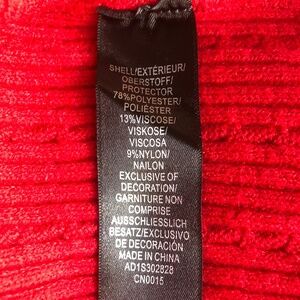 SHELL/EXTÉRIEUR/
OBERSTOFF/
PROTECTOR
78%POLYESTER/
POLIÉSTER
13%VISCOSE/
VISKOSE/
VISCOSA
9%NYLON/
NAILON
EXCLUSIVE OF
DECORATION/
GARNITURE NON
COMPRISE
AUSSCHLIESSLICH
BESATZ/EXCLUSIVO
DE DECORACIÓN
MADE IN CHINA
AD1S302828
CN0015